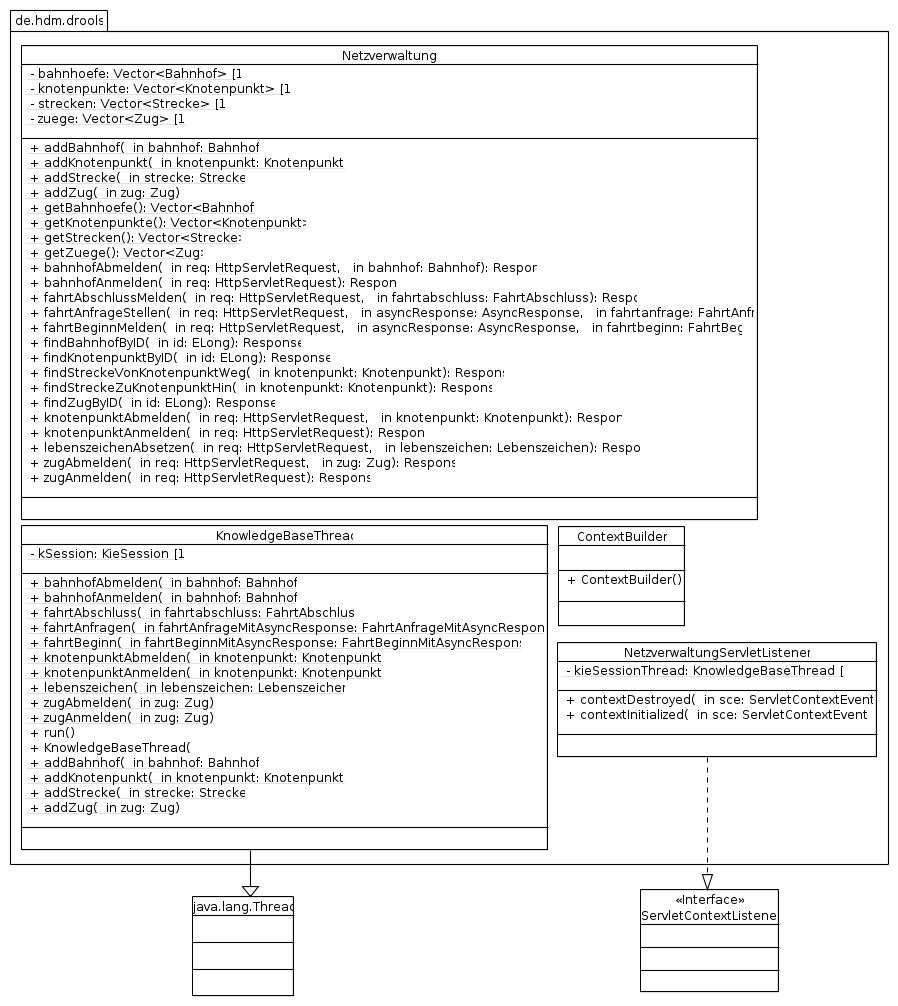 de.hdm.drools
Netzverwaltung
- bahnhoefe: Vector<Bahnhof> [1
- knotenpunkte: Vector<Knotenpunkt> [1
- strecken: Vector<Strecke> [1
- zuege: Vector<Zug> [1
+ addBahnhof( in bahnhof: Bahnhof
+ addKnotenpunkt( in knotenpunkt: Knotenpunkt
+ addStrecke( in strecke: Strecke
+ addZug( in zug: Zug)
+ getBahnhoefe(): Vector<Bahnhof
+ getKnotenpunkte(): Vector<Knotenpunkt>
+ getStrecken(): Vector<Strecke>
+ getZuege(): Vector<Zug>
+ bahnhofAbmelden( in req: HttpServletRequest, in bahnhof: Bahnhof): Respor
+ bahnhofAnmelden( in req: HttpServletRequest): Respon
+ fahrtAbschlussMelden( in req: HttpServletRequest, in fahrtabschluss: FahrtAbschluss): Respo
+ fahrtAnfrageStellen( in req: HttpServletRequest, in asyncResponse: AsyncResponse, in fahrtanfrage: FahrtAnfr
+ fahrtBeginnMelden( in req: HttpServletRequest, in asyncResponse: AsyncResponse, in fahrtbeginn: FahrtBeg
+ findBahnhofByID( in id: ELong): Response
+ findKnotenpunktByID( in id: ELong): Response
+ findStreckeVonKnotenpunktWeg( in knotenpunkt: Knotenpunkt): Respons
+ findStreckeZuKnotenpunktHin( in knotenpunkt: Knotenpunkt): Respons
+ findZugByID( in id: ELong): Response
+ knotenpunktAbmelden( in req: HttpServletRequest, in knotenpunkt: Knotenpunkt): Respor
+ knotenpunktAnmelden( in req: HttpServletRequest): Respon
+ lebenszeichenAbsetzen( in req: HttpServletRequest, in lebenszeichen: Lebenszeichen): Respo
+ zugAbmelden( in req: HttpServletRequest, in zug: Zug): Respons
+ zugAnmelden( in req: HttpServletRequest): Respons
KnowledgeBaseThread
- kSession: KieSession [1
+ bahnhofAbmelden( in bahnhof: Bahnhof
+ bahnhofAnmelden( in bahnhof: Bahnhof
+ fahrtAbschluss( in fahrtabschluss: FahrtAbschlus
+ fahrtAnfragen( in fahrtAnfrageMitAsyncResponse: FahrtAnfrageMitAsyncRespon
+ fahrtBeginn( in fahrtBeginnMitAsyncResponse: FahrtBeginnMitAsyncRespons
+ knotenpunktAbmelden( in knotenpunkt: Knotenpunkt
+ knotenpunktAnmelden( in knotenpunkt: Knotenpunkt
+ lebenszeichen( in lebenszeichen: Lebenszeichen
+ zugAbmelden( in zug: Zug)
+ zugAnmelden( in zug: Zug)
+ run()
+ KnowledgeBaseThread(
+ addBahnhof( in bahnhof: Bahnhof
+ addKnotenpunkt( in knotenpunkt: Knotenpunkt
+ addStrecke( in strecke: Strecke
+ addZug( in zug: Zug)
ContextBuilder
+ ContextBuilder()
NetzverwaltungServletListener
- kieSessionThread: KnowledgeBaseThread [
+ contextDestroyed( in sce: ServletContextEvent
+ contextInitialized( in sce: ServletContextEvent
java.lang.Thread
«Interface»
ServletContextListene